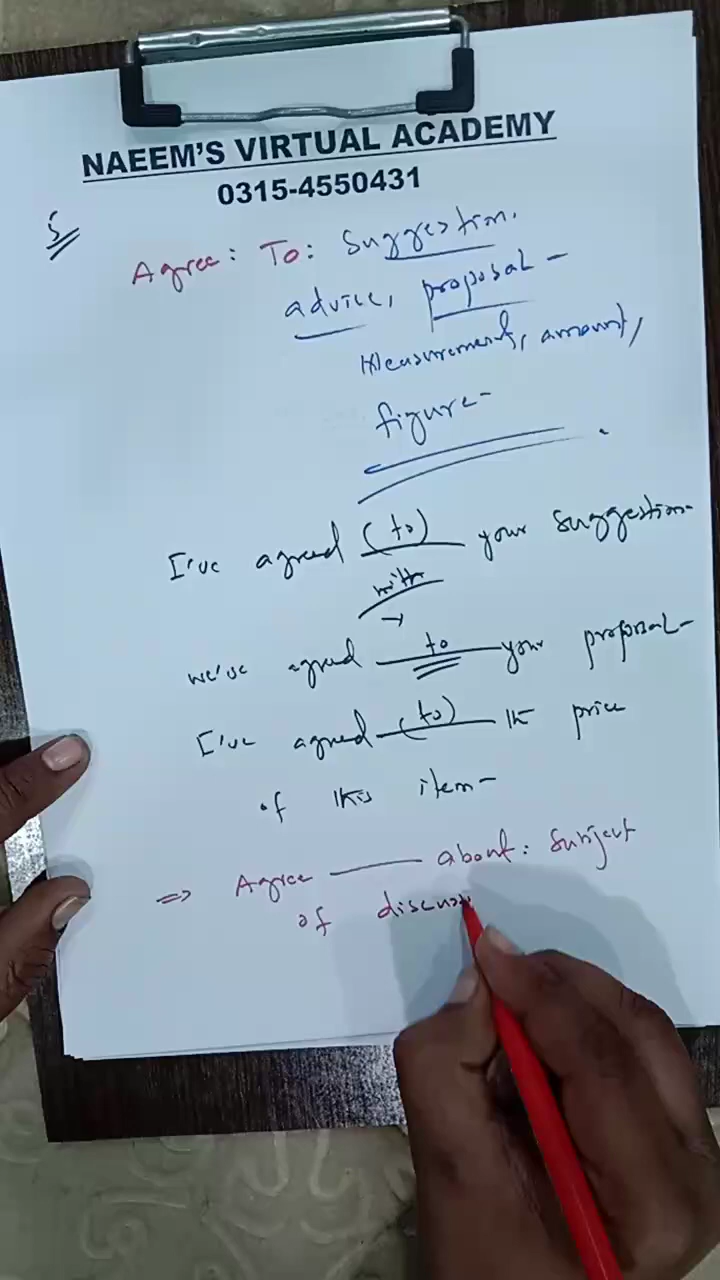 NAEEM'S VIRTUAL ACADEMY
0315-4550431
5
Agree: To: Suggestion.
advice, proposal-
Measurement, amount,
figure-
I've agreed (to) your suggestion-
with
we've agreed to your proposal-
I've agreed (to) the price
of this item-
⇒ Agree about: Subject
of discuss